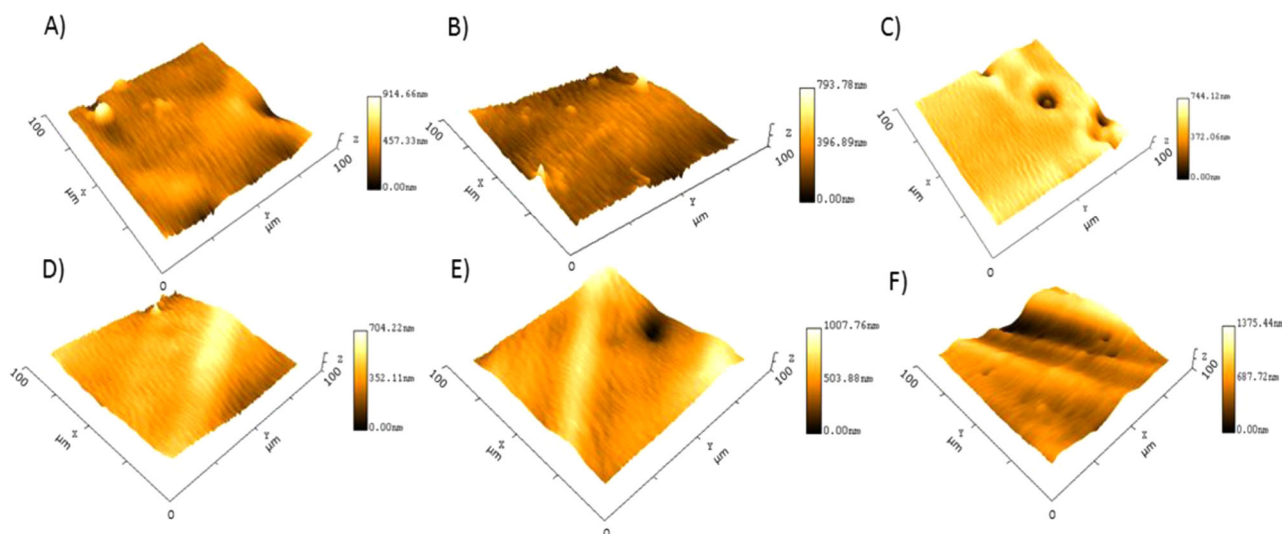 A)
914.66nm
457.33nm
0.00nm
Z
100
100
X
µm
Y
µm
0
B)
793.78nm
396.89nm
0.00nm
Z
100
100
X
µm
Y
µm
0
C)
744.12nm
372.06nm
0.00nm
Z
100
100
X
µm
Y
µm
0
D)
704.22nm
352.11nm
0.00nm
Z
100
100
X
µm
Y
µm
0
E)
1007.76nm
503.88nm
0.00nm
Z
100
100
X
µm
Y
µm
0
F)
1375.44nm
687.72nm
0.00nm
Z
100
100
X
µm
Y
µm
0